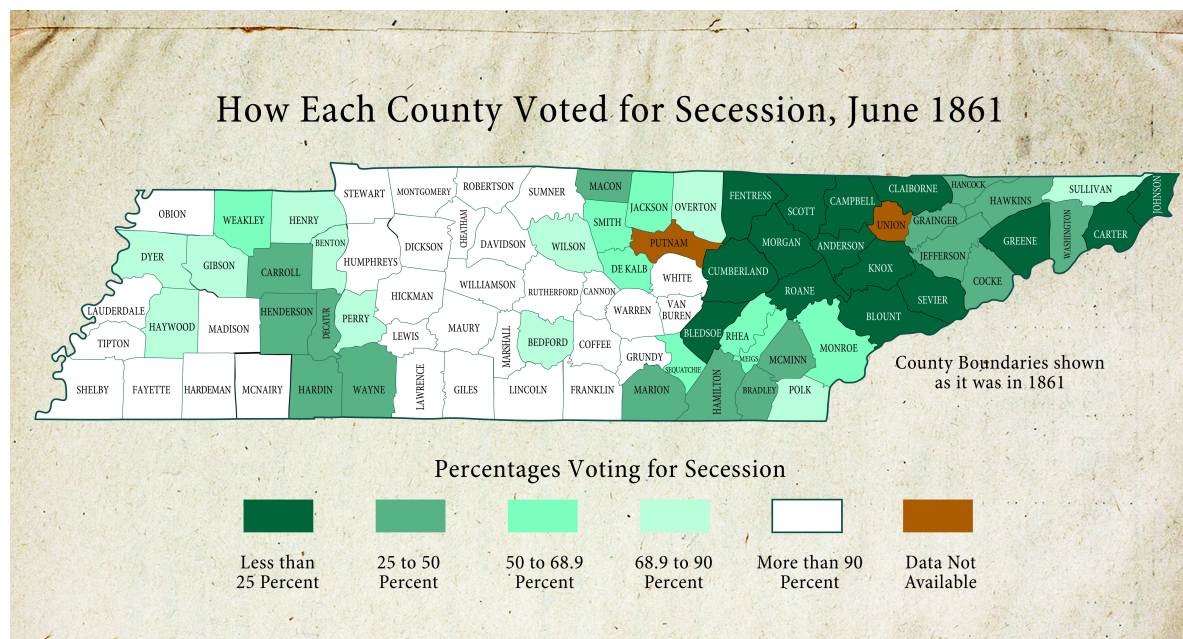 How Each County Voted for Secession, June 1861
OBION
WEAKLEY
HENRY
STEWART
MONTGOMERY
ROBERTSON
SUMNER
MACON
JACKSON
OVERTON
FENTRESS
SCOTT
CAMPBELL
CLAIBORNE
HANCOCK
HAWKINS
SULLIVAN
JOHNSON
DYER
GIBSON
CARROLL
BENTON
HUMPHREYS
DICKSON
CHEATHAM
DAVIDSON
WILSON
SMITH
PUTNAM
DE KALB
WHITE
CUMBERLAND
MORGAN
ANDERSON
UNION
GRAINGER
JEFFERSON
GREENE
WASHINGTON
CARTER
LAUDERDALE
TIPTON
HAYWOOD
MADISON
HENDERSON
DECATUR
PERRY
HICKMAN
LEWIS
WILLIAMSON
MAURY
RUTHERFORD
CANNON
WARREN
VAN
BUREN
BLEDSOE
RHEA
ROANE
KNOX
BLOUNT
SEVIER
COCKE
MARSHALL
BEDFORD
COFFEE
GRUNDY
SEQUATCHIE
MEIGS
MCMINN
MONROE
SHELBY
FAYETTE
HARDEMAN
MCNAIRY
HARDIN
WAYNE
LAWRENCE
GILES
LINCOLN
FRANKLIN
MARION
HAMILTON
BRADLEY
POLK
County Boundaries shown
as it was in 1861
Percentages Voting for Secession
Less than
25 Percent
25 to 50
Percent
50 to 68.9
Percent
68.9 to 90
Percent
More than 90
Percent
Data Not
Available